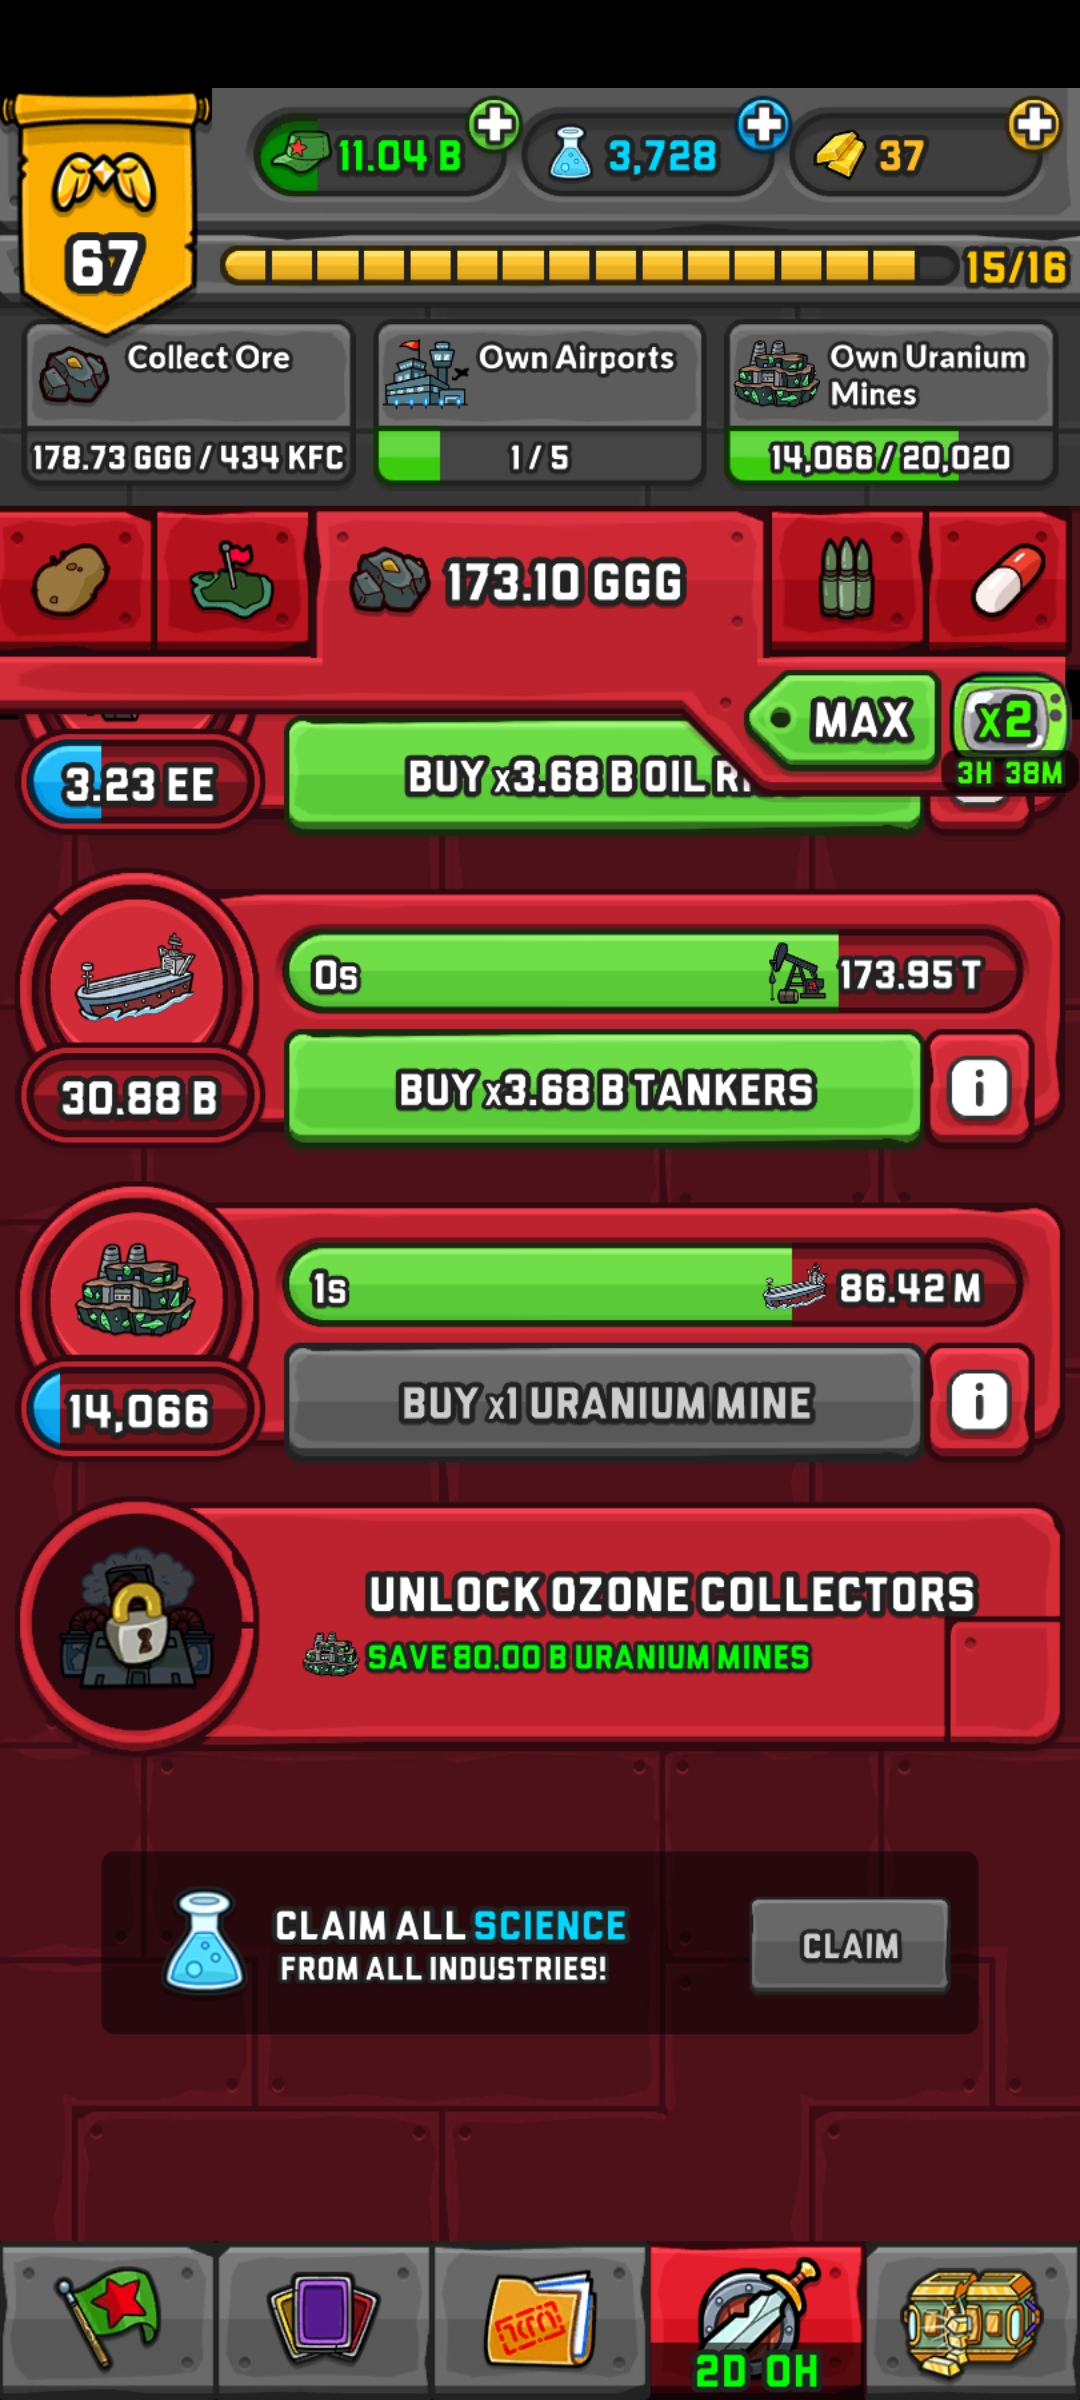 11.04 B
3,728
37
67
15/16
Collect Ore
178.73 GGG / 434 KFC
Own Airports
1 / 5
Own Uranium
Mines
14,066 / 20,020
173.10 GGG
MAX
x2
3H 38M
3.23 EE
BUY x3.68 B OIL
0s
173.95 T
30.88 B
BUY x3.68 B TANKERS
i
1s
86.42 M
14,066
BUY x1 URANIUM MINE
i
UNLOCK OZONE COLLECTORS
SAVE 80.00 B URANIUM MINES
CLAIM ALL SCIENCE
FROM ALL INDUSTRIES!
CLAIM
2D 0H